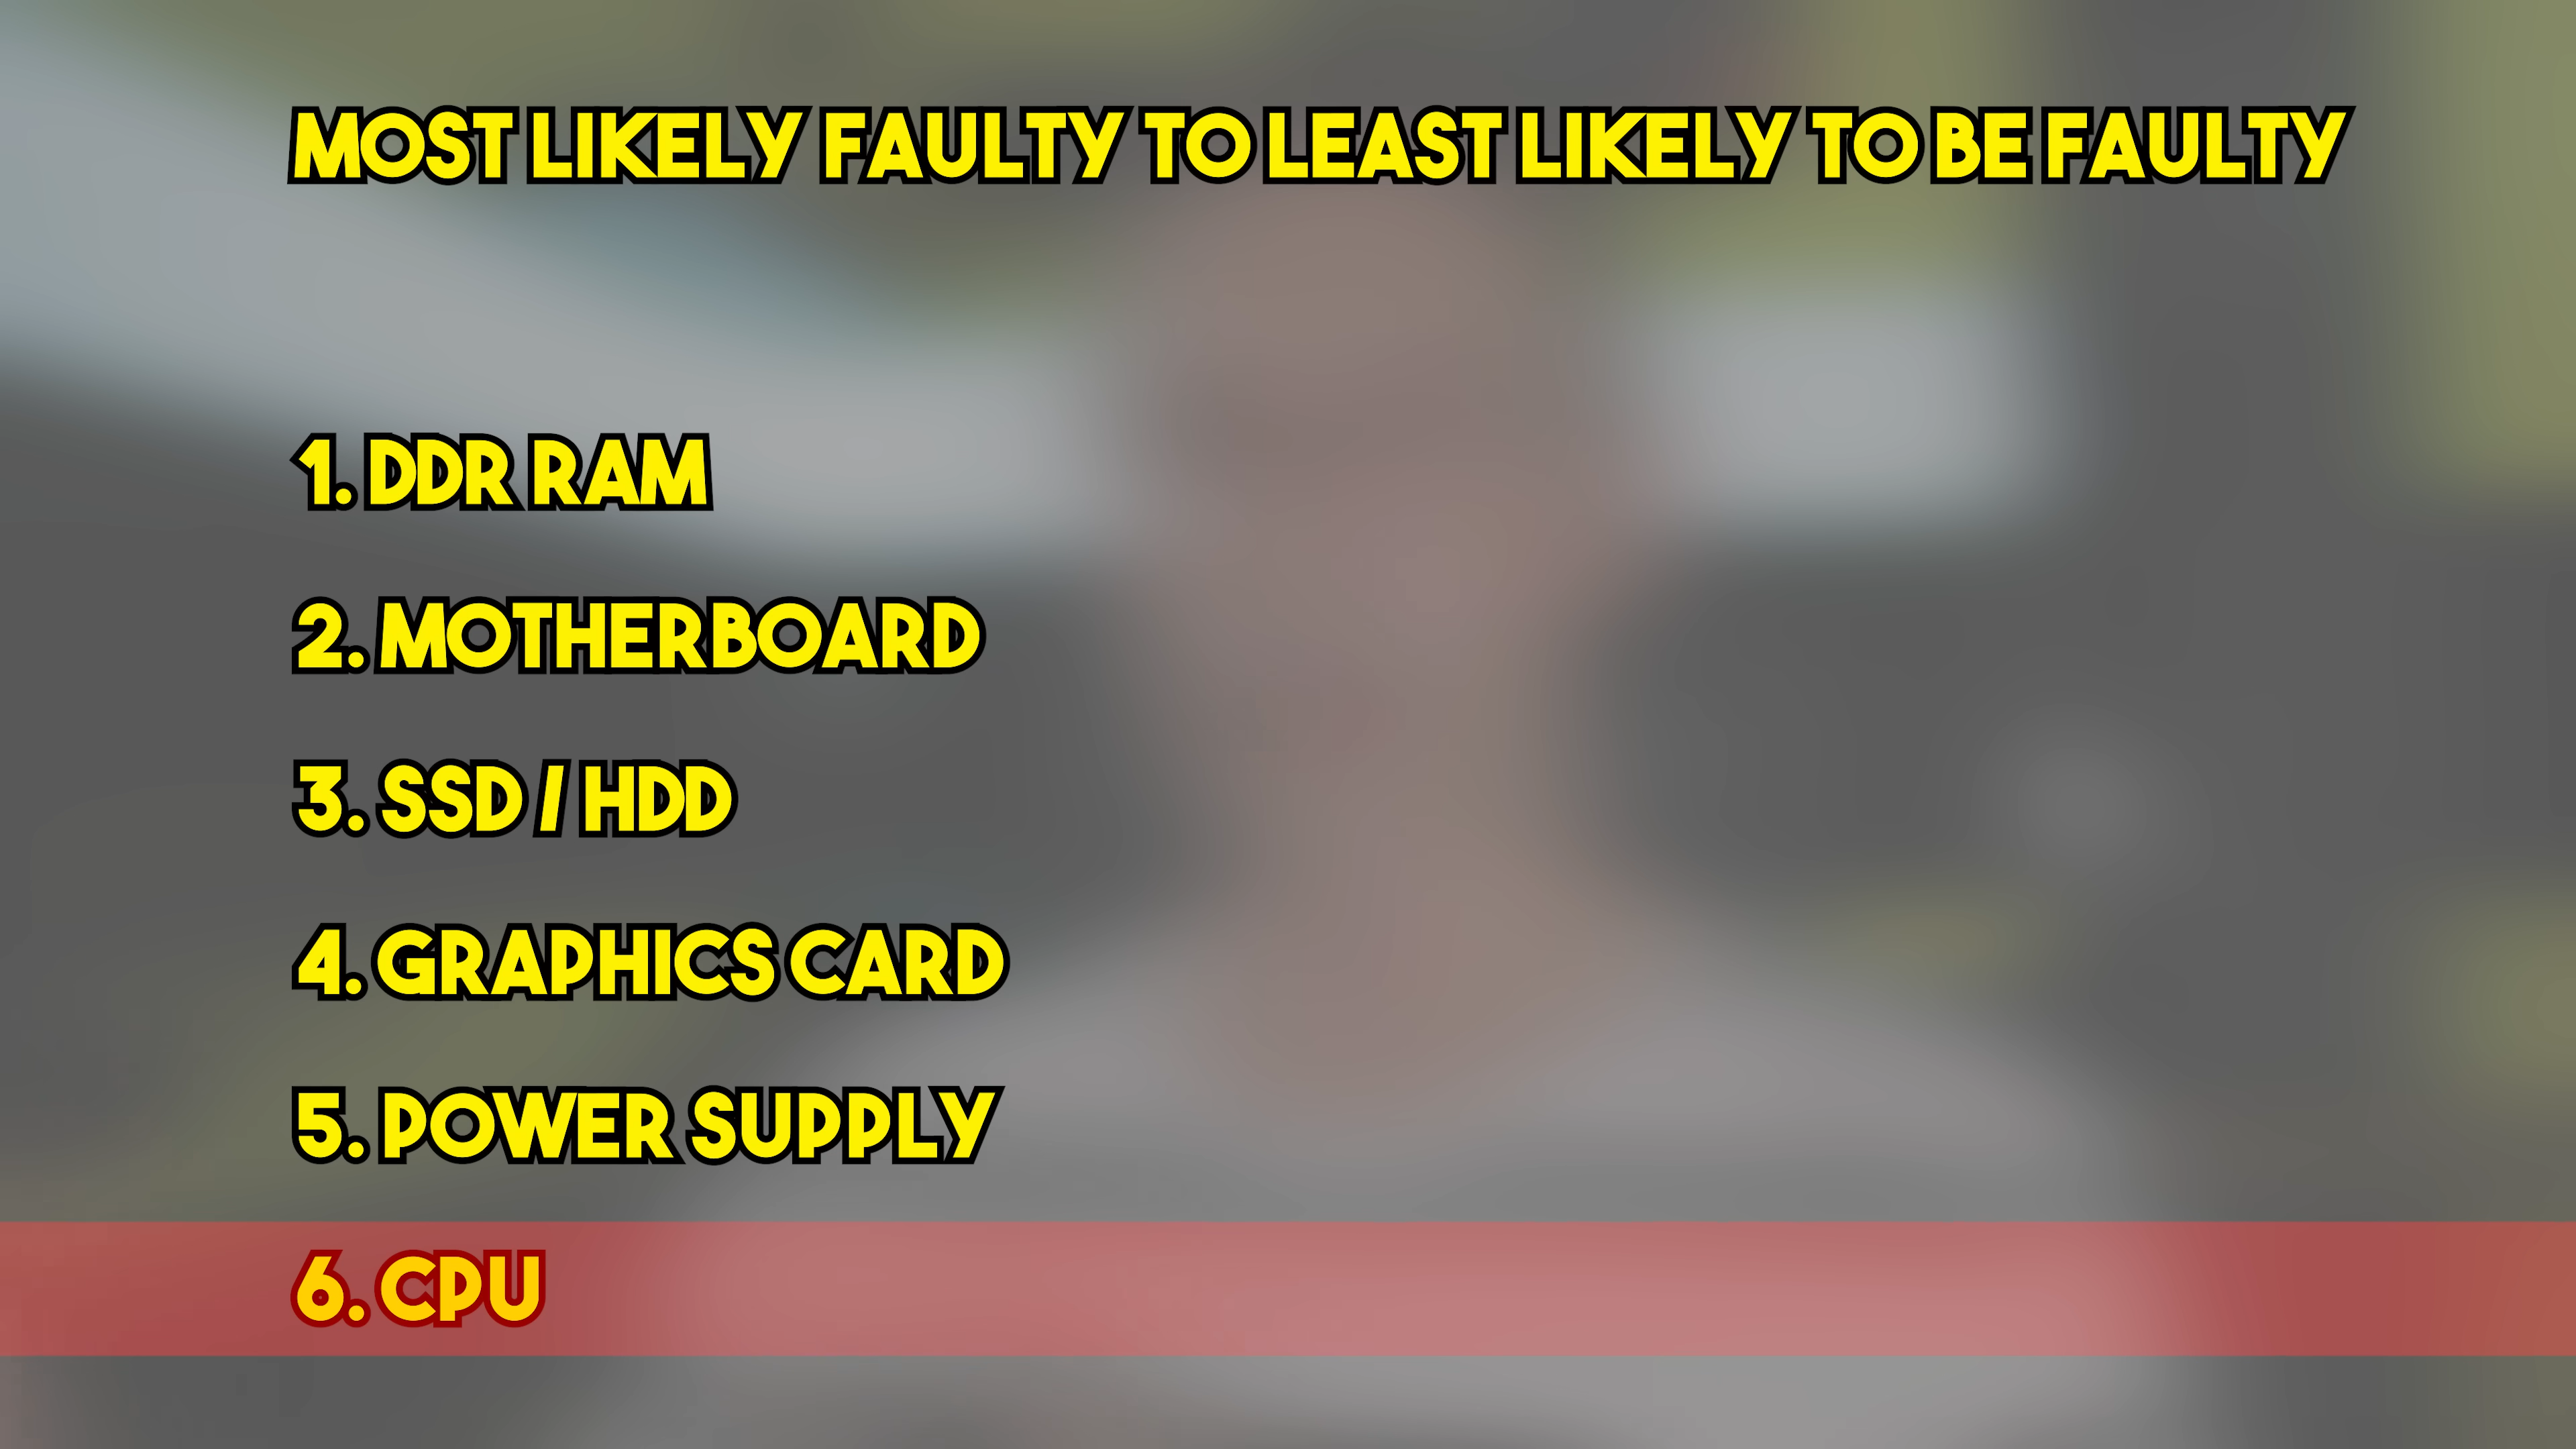 MOST LIKELY FAULTY TO LEAST LIKELY TO BE FAULTY
1. DDR RAM
2. MOTHERBOARD
3. SSD / HDD
4. GRAPHICS CARD
5. POWER SUPPLY
6. CPU